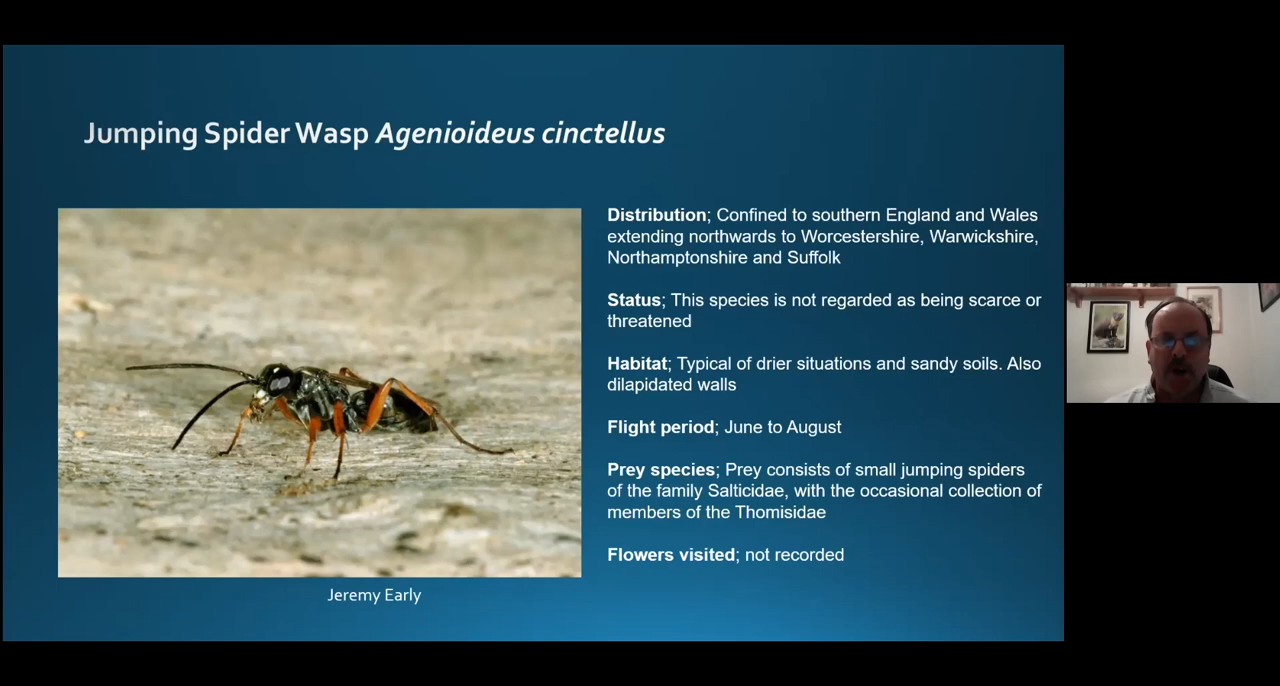 Jumping Spider Wasp Agenioideus cinctellus
Distribution; Confined to southern England and Wales
extending northwards to Worcestershire, Warwickshire,
Northamptonshire and Suffolk
Status; This species is not regarded as being scarce or
threatened
Habitat; Typical of drier situations and sandy soils. Also
dilapidated walls
Flight period; June to August
Prey species; Prey consists of small jumping spiders
of the family Salticidae, with the occasional collection of
members of the Thomisidae
Flowers visited; not recorded
Jeremy Early